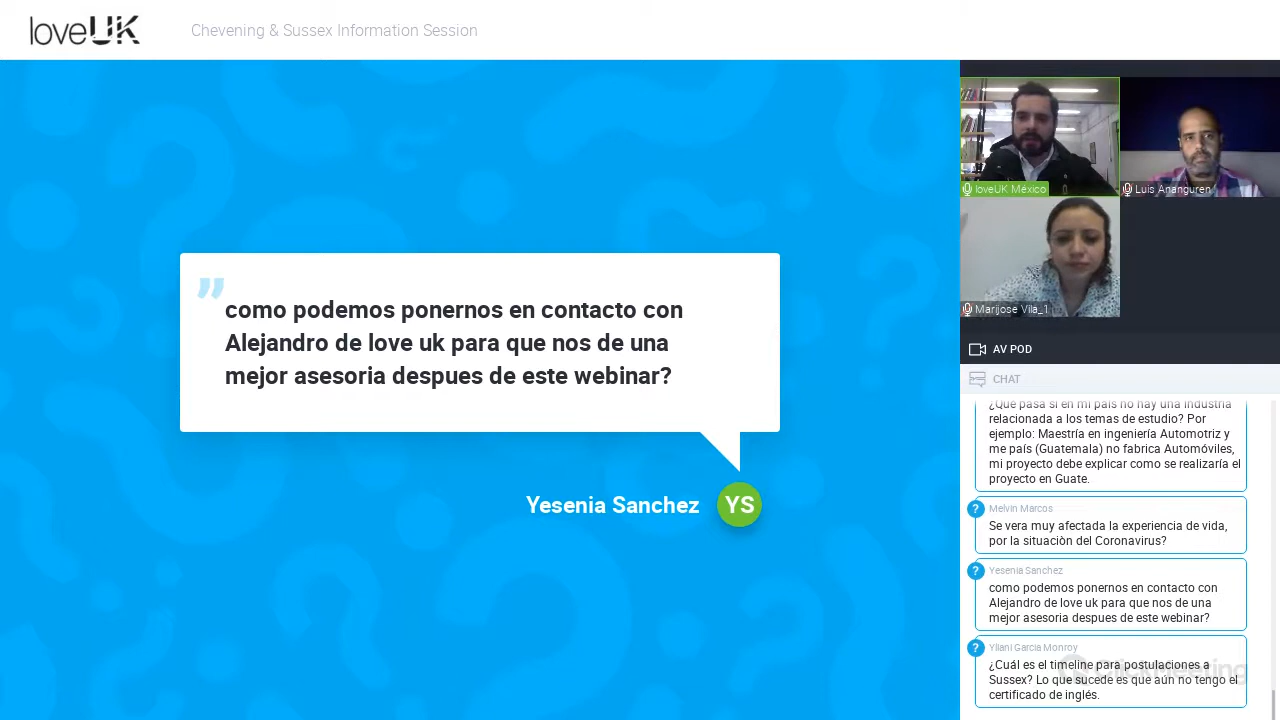 loveUK
Chevening & Sussex Information Session
como podemos ponernos en contacto con
Alejandro de love uk para que nos de una
mejor asesoria despues de este webinar?
Yesenia Sanchez
YS
loveUK México
Luis Ananguren
Marijose Vila_1
AV POD
CHAT
¿Qué pasa si en mi país no hay una industria
relacionada a los temas de estudio? Por
ejemplo: Maestría en ingeniería Automotriz y
me país (Guatemala) no fabrica Automóviles,
mi proyecto debe explicar como se realizaría el
proyecto en Guate.
?
Melvin Marcos
Se vera muy afectada la experiencia de vida,
por la situaciòn del Coronavirus?
?
Yesenia Sanchez
como podemos ponernos en contacto con
Alejandro de love uk para que nos de una
mejor asesoria despues de este webinar?
?
Yliani Garcia Monroy
¿Cuál es el timeline para postulaciones a
Sussex? Lo que sucede es que aún no tengo el
certificado de inglés.
ClickMeeting